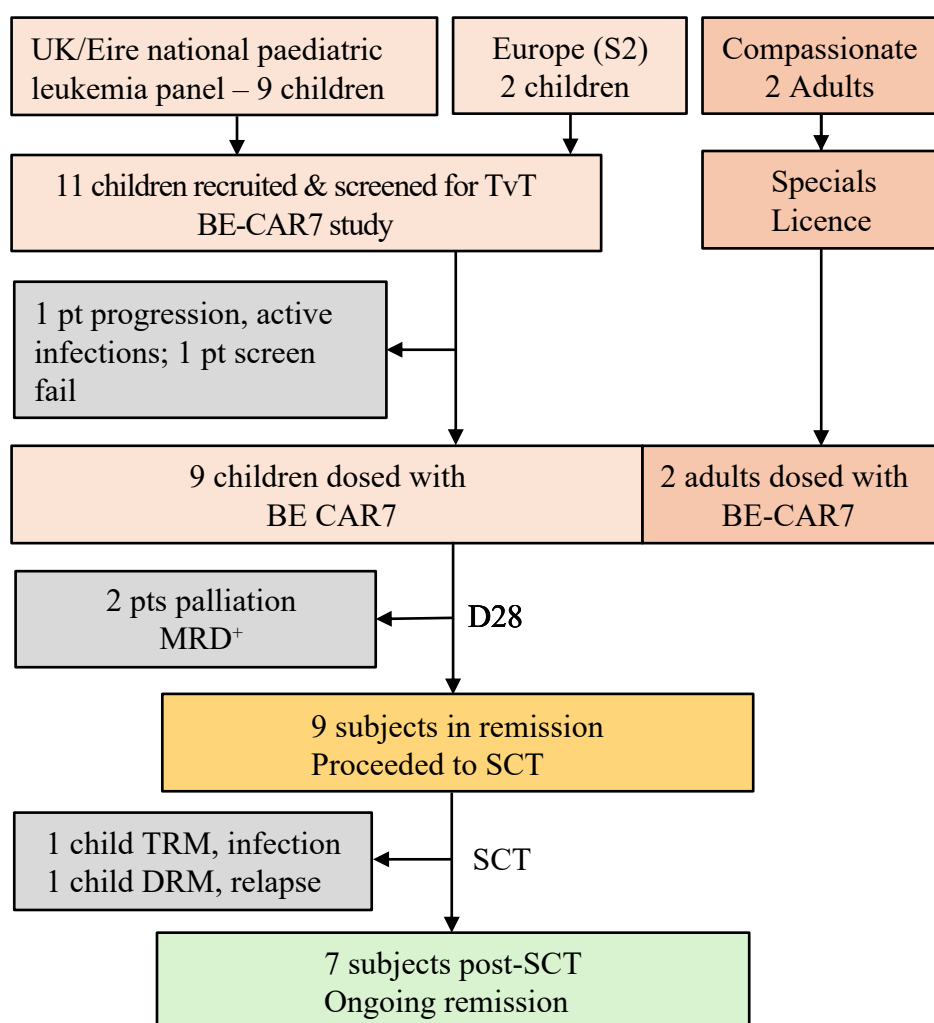 UK/Eire national paediatric
leukemia panel – 9 children
Europe (S2)
2 children
Compassionate
2 Adults
11 children recruited & screened for TvT
BE-CAR7 study
Specials
Licence
1 pt progression, active
infections; 1 pt screen
fail
9 children dosed with
BE CAR7
2 adults dosed with
BE-CAR7
2 pts palliation
MRD⁺
D28
9 subjects in remission
Proceeded to SCT
1 child TRM, infection
1 child DRM, relapse
SCT
7 subjects post-SCT
Ongoing remission